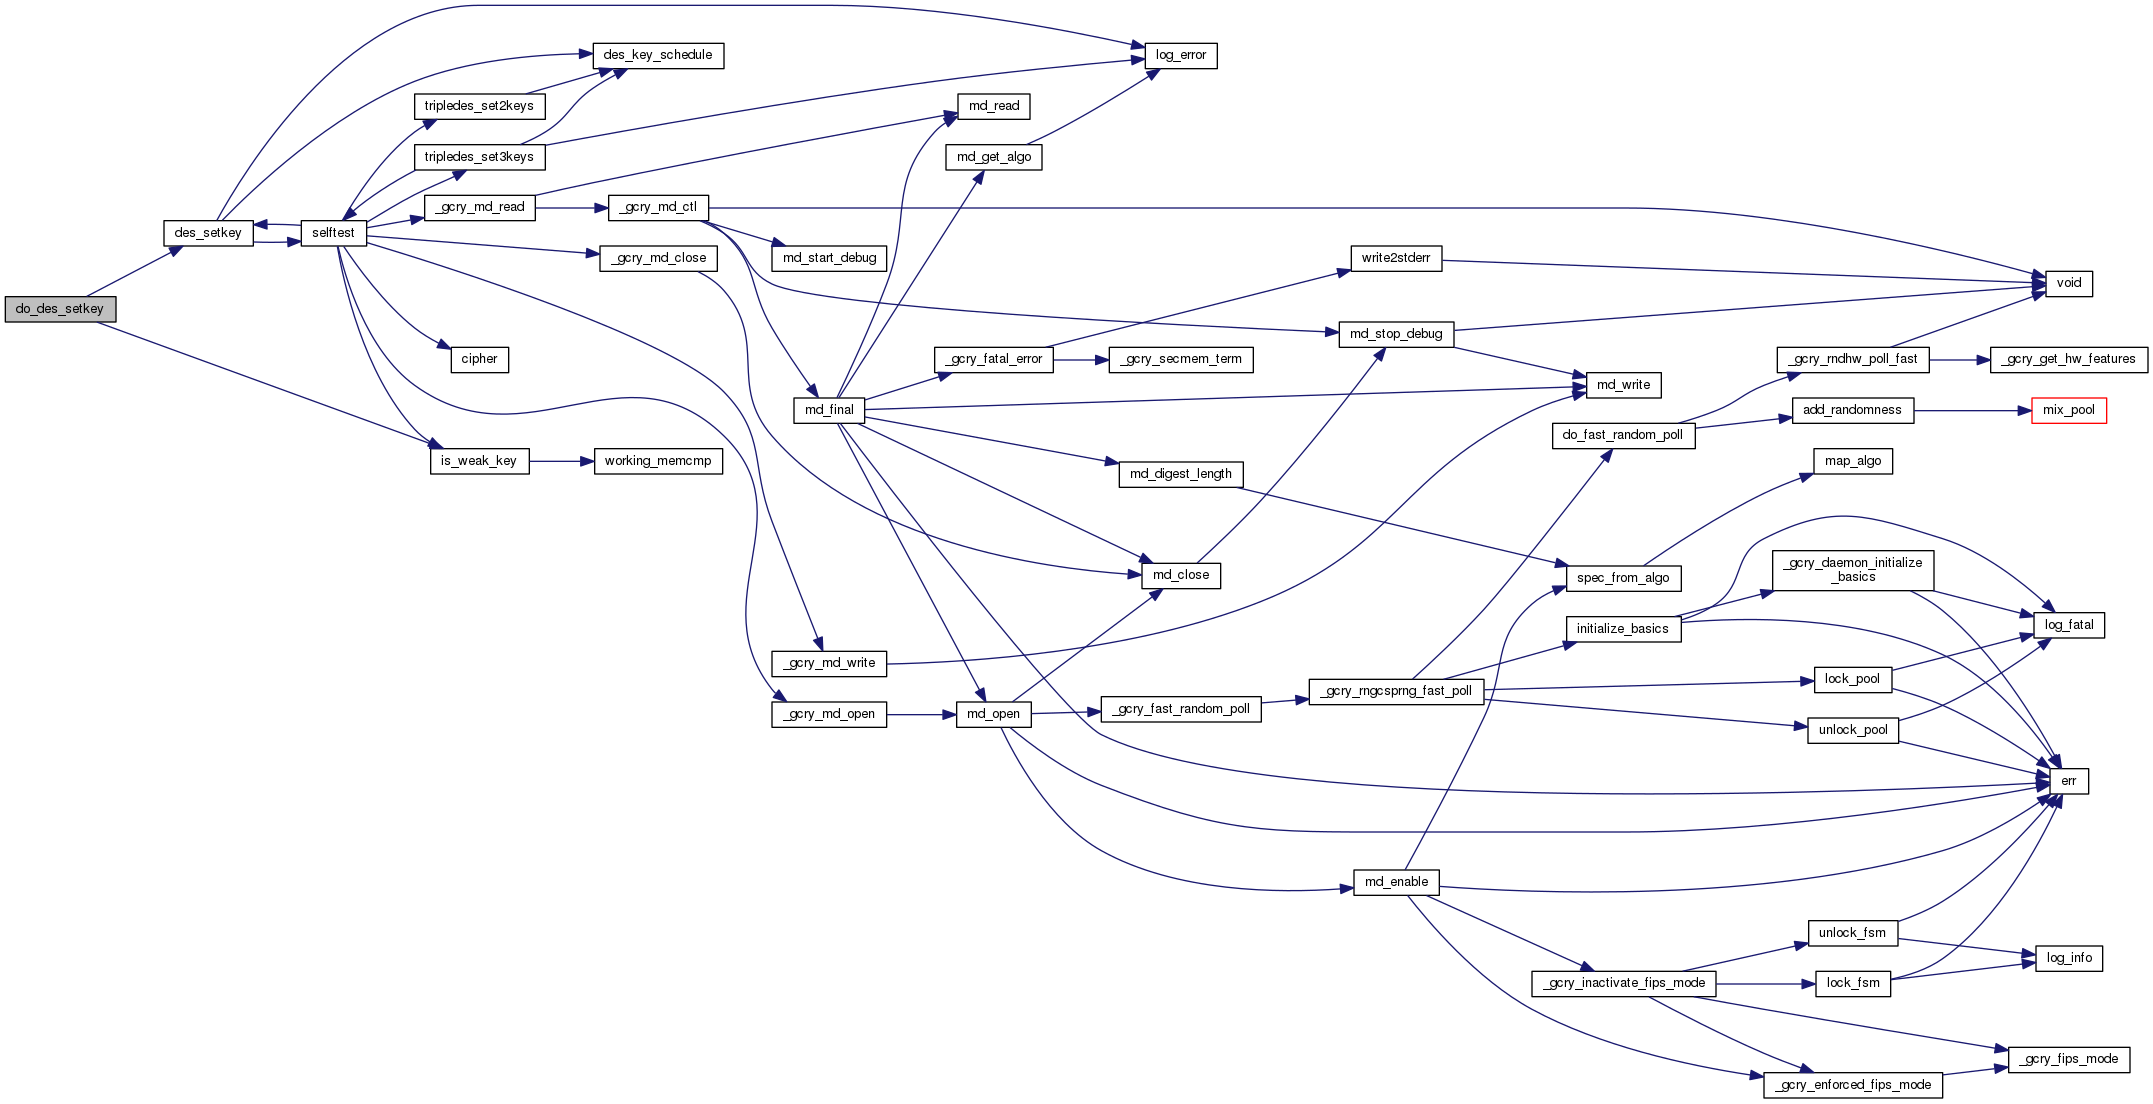 do_des_setkey
des_setkey
selftest
des_key_schedule
tripledes_set2keys
tripledes_set3keys
_gcry_md_read
_gcry_md_close
cipher
is_weak_key
working_memcmp
_gcry_md_ctl
md_start_debug
md_final
_gcry_md_write
_gcry_md_open
log_error
md_read
md_get_algo
_gcry_fatal_error
_gcry_secmem_term
md_digest_length
md_close
md_open
_gcry_fast_random_poll
write2stderr
md_stop_debug
md_write
do_fast_random_poll
spec_from_algo
initialize_basics
_gcry_rngcsprng_fast_poll
md_enable
_gcry_inactivate_fips_mode
void
_gcry_rndhw_poll_fast
_gcry_get_hw_features
add_randomness
mix_pool
map_algo
_gcry_daemon_initialize
_basics
log_fatal
lock_pool
unlock_pool
err
unlock_fsm
log_info
lock_fsm
_gcry_fips_mode
_gcry_enforced_fips_mode